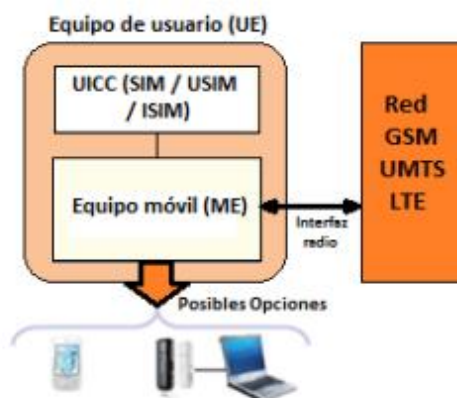 Equipo de usuario (UE)
UICC (SIM / USIM
/ ISIM)
Equipo móvil (ME)
Interfaz
radio
Red
GSM
UMTS
LTE
Posibles Opciones